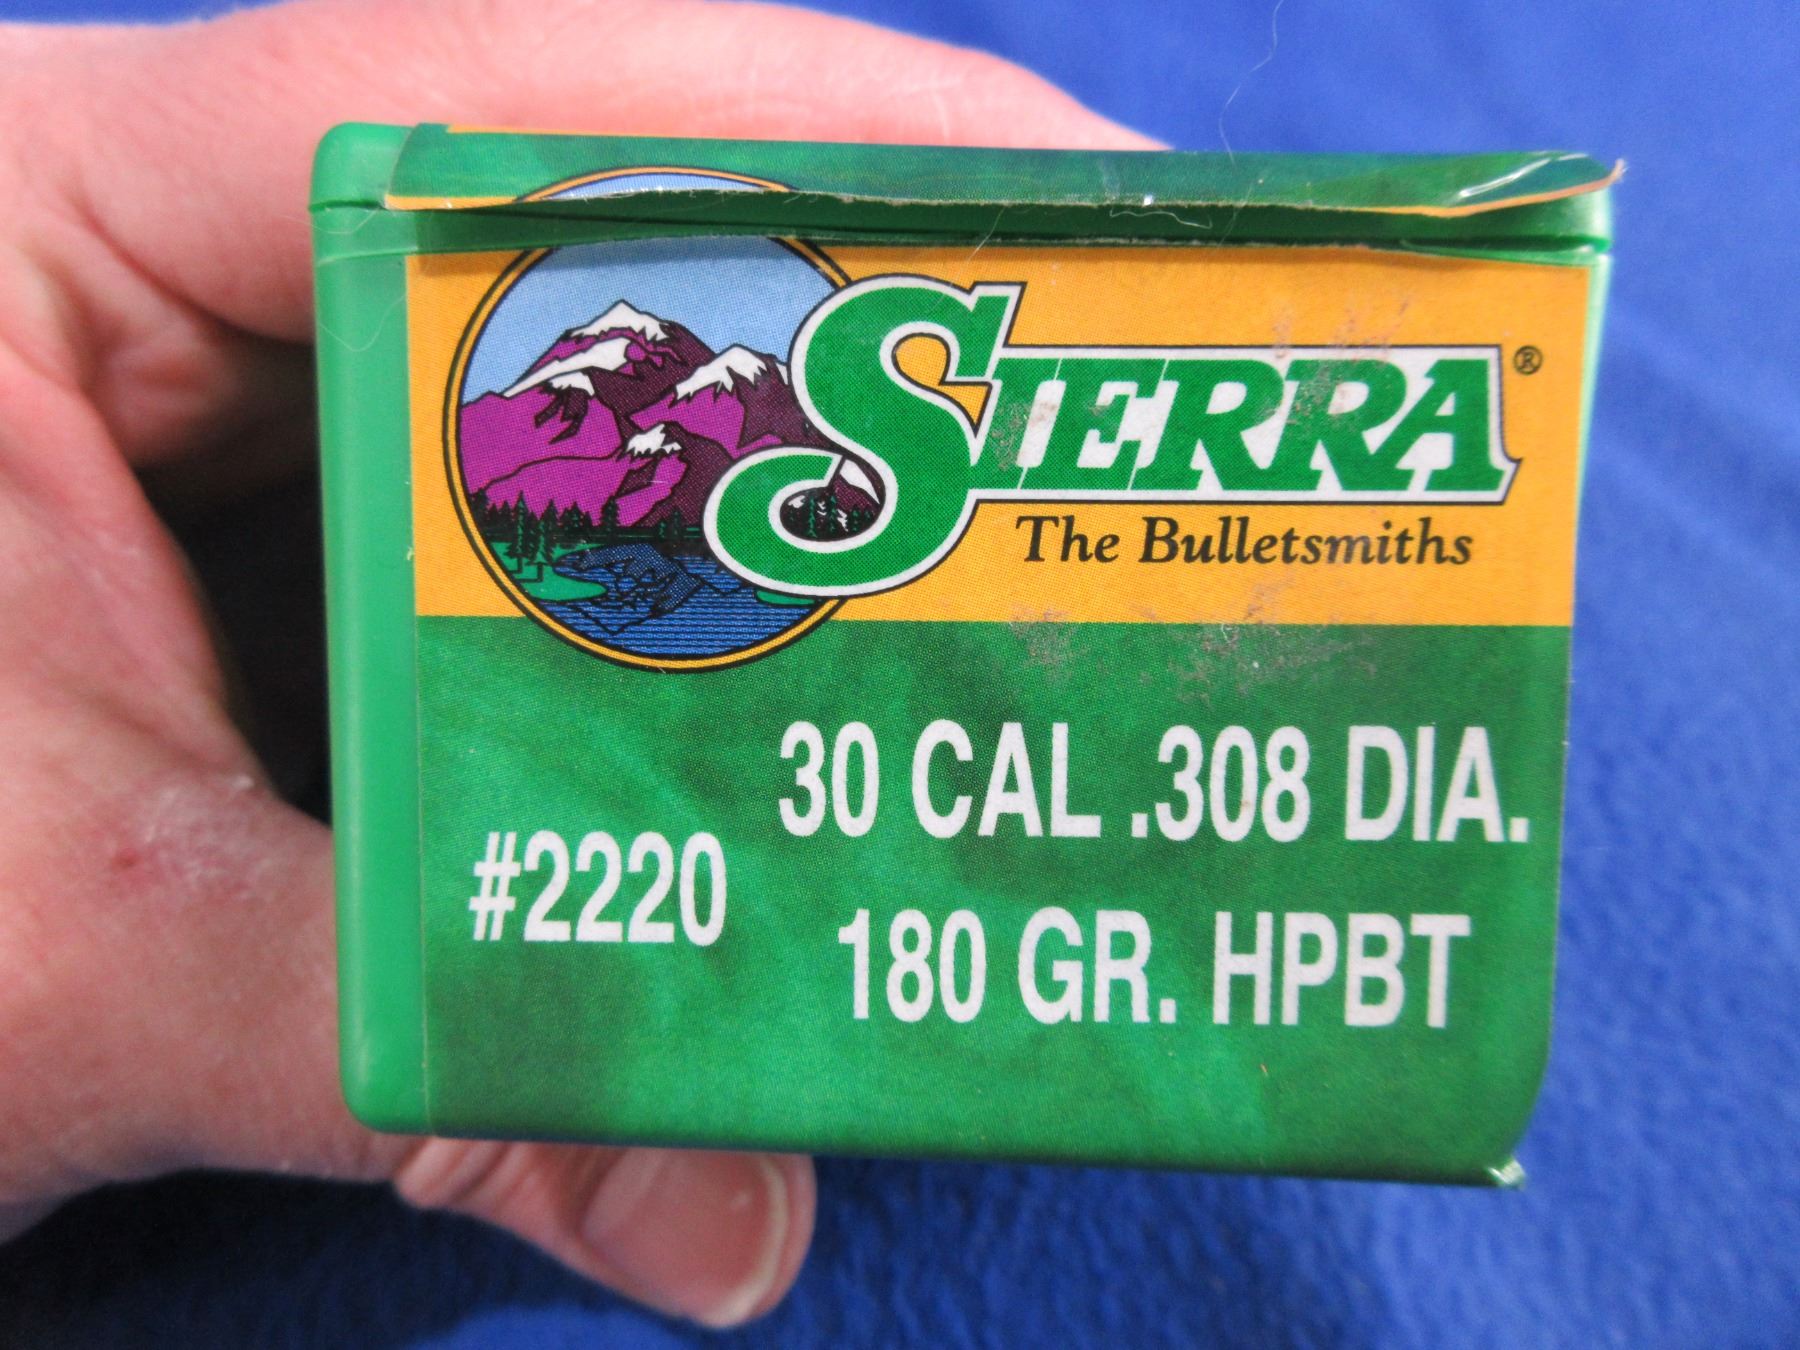 SIERRA®
The Bulletsmiths
30 CAL .308 DIA.
#2220
180 GR. HPBT